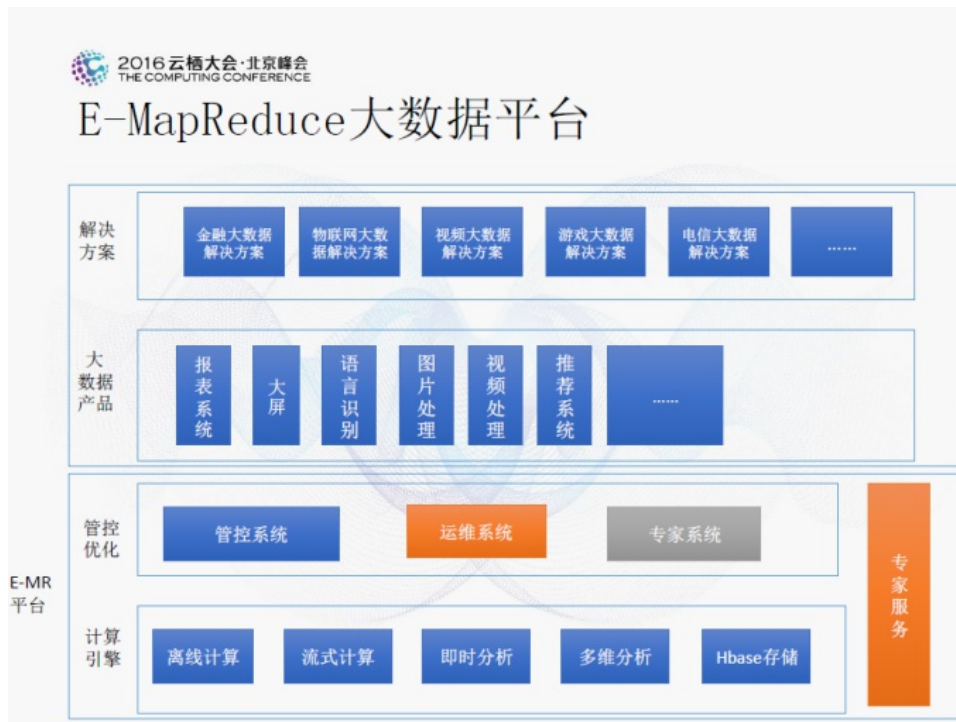 2016 云栖大会·北京峰会
THE COMPUTING CONFERENCE
E-MapReduce大数据平台
解决
方案
金融大数据
解决方案
物联网大数
据解决方案
视频大数据
解决方案
游戏大数据
解决方案
电信大数据
解决方案
……
大
数据
产品
报表系统
大屏
语言识别
图片处理
视频处理
推荐系统
……
E-MR
平台
管控
优化
管控系统
运维系统
专家系统
专家服务
计算
引擎
离线计算
流式计算
即时分析
多维分析
Hbase存储